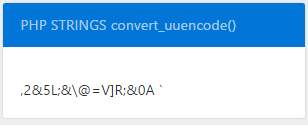 PHP STRINGS convert_uuencode()
,2&5L;&\@=V]R;&0A `